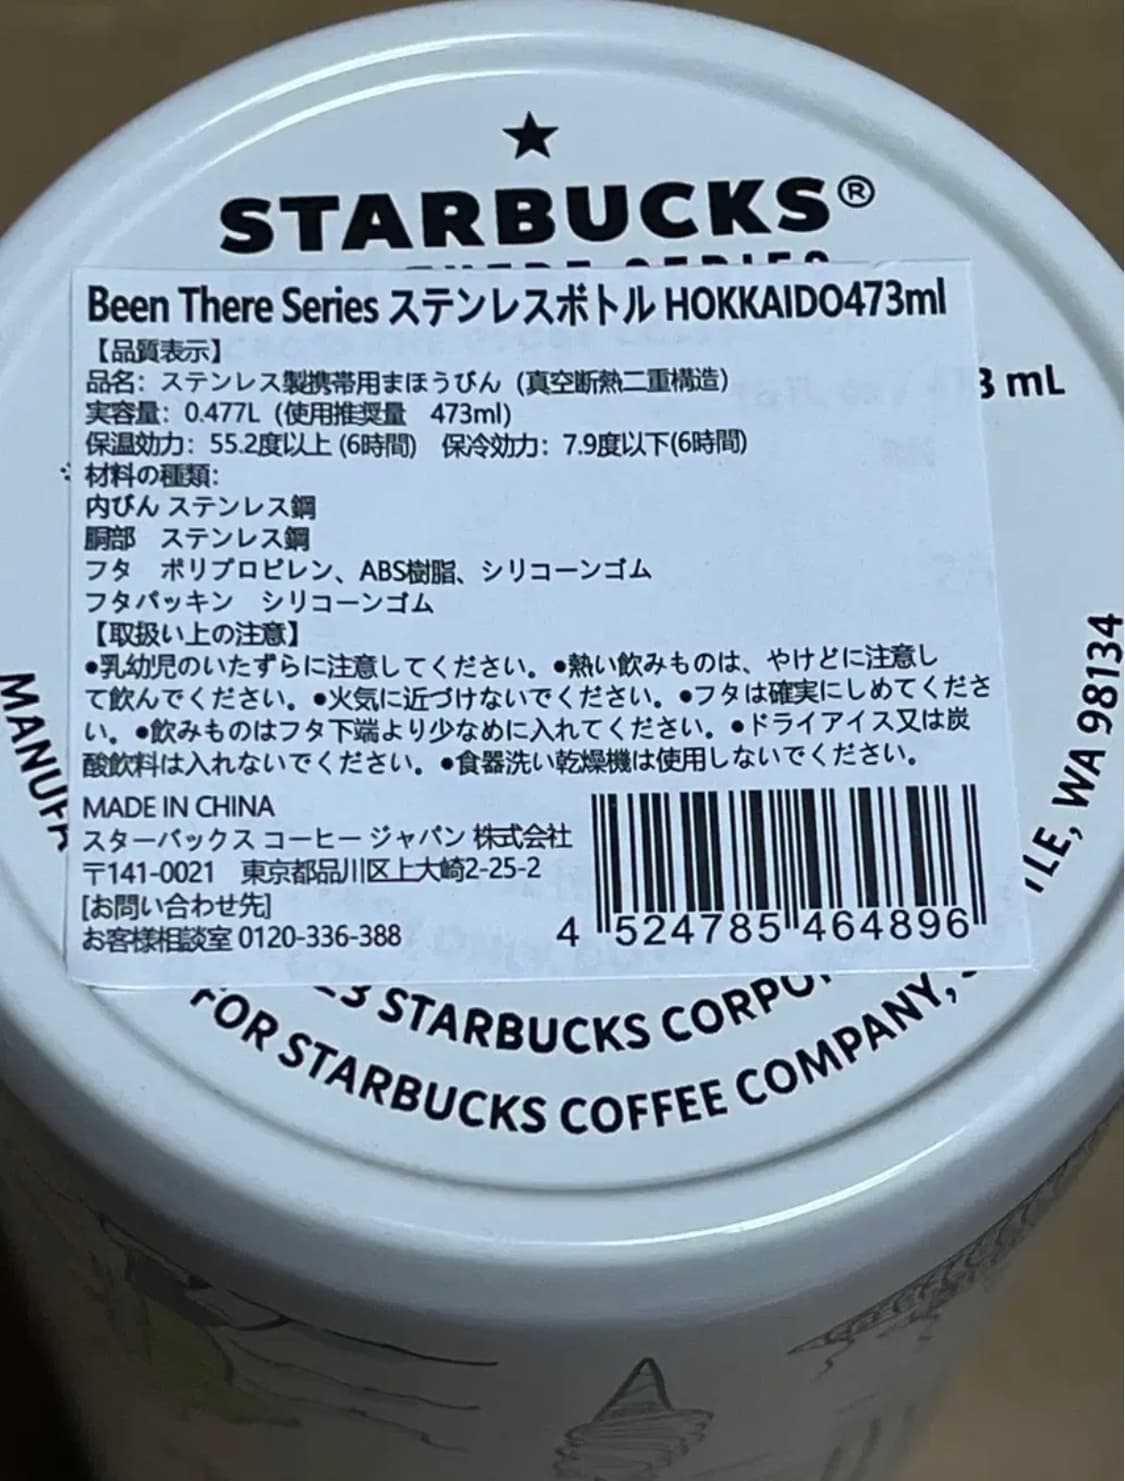 STARBUCKS®
Been There Series ステンレスボトル HOKKAIDO473ml
【品質表示】
品名：ステンレス製携帯用まほうびん（真空断熱二重構造）
実容量：0.477L（使用推奨量　473ml）
保温効力：55.2度以上 (6時間)　保冷効力：7.9度以下(6時間)
材料の種類：
内びん ステンレス鋼
胴部　ステンレス鋼
フタ　ポリプロピレン、ABS樹脂、シリコーンゴム
フタパッキン　シリコーンゴム
【取扱い上の注意】
●乳幼児のいたずらに注意してください。●熱い飲みものは、やけどに注意し
て飲んでください。●火気に近づけないでください。●フタは確実にしめてくださ
い。●飲みものはフタ下端より少なめに入れてください。●ドライアイス又は炭
酸飲料は入れないでください。●食器洗い乾燥機は使用しないでください。
MADE IN CHINA
スターバックス コーヒー ジャパン 株式会社
〒141-0021　東京都品川区上大崎2-25-2
[お問い合わせ先]
お客様相談室 0120-336-388
4 524785 464896
mL
STARBUCKS
FOR STARBUCKS COFFEE COMPANY,
WA 98134